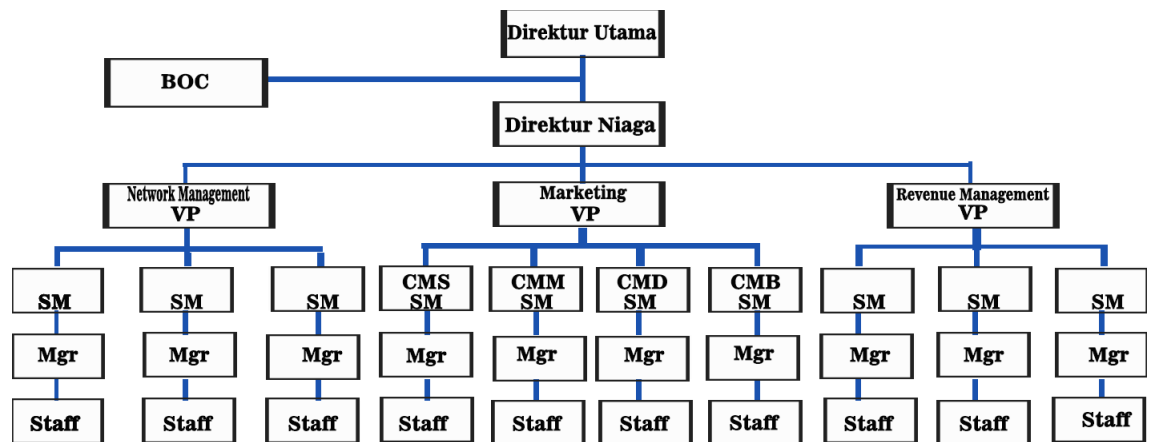 Direktur Utama
BOC
Direktur Niaga
Network Management
VP
Marketing
VP
Revenue Management
VP
SM
SM
SM
CMS
SM
CMM
SM
CMD
SM
CMB
SM
SM
SM
SM
Mgr
Mgr
Mgr
Mgr
Mgr
Mgr
Mgr
Mgr
Mgr
Mgr
Staff
Staff
Staff
Staff
Staff
Staff
Staff
Staff
Staff
Staff